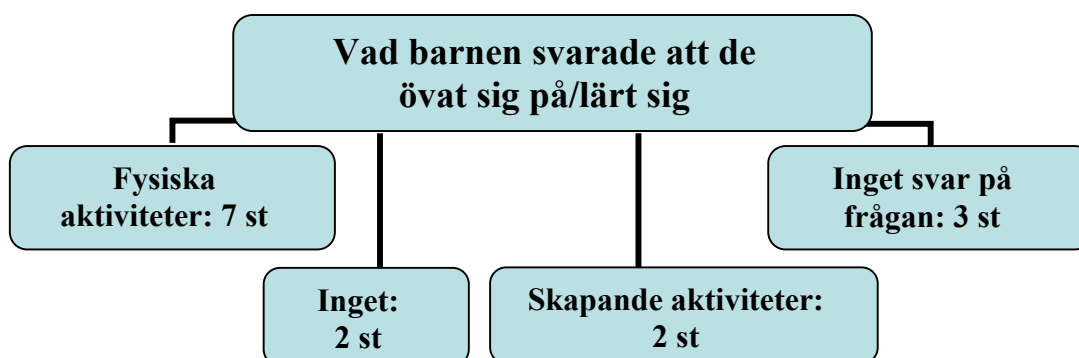 Vad barnen svarade att de
övat sig på/lärt sig
Fysiska
aktiviteter: 7 st
Inget svar på
frågan: 3 st
Inget:
2 st
Skapande aktiviteter:
2 st